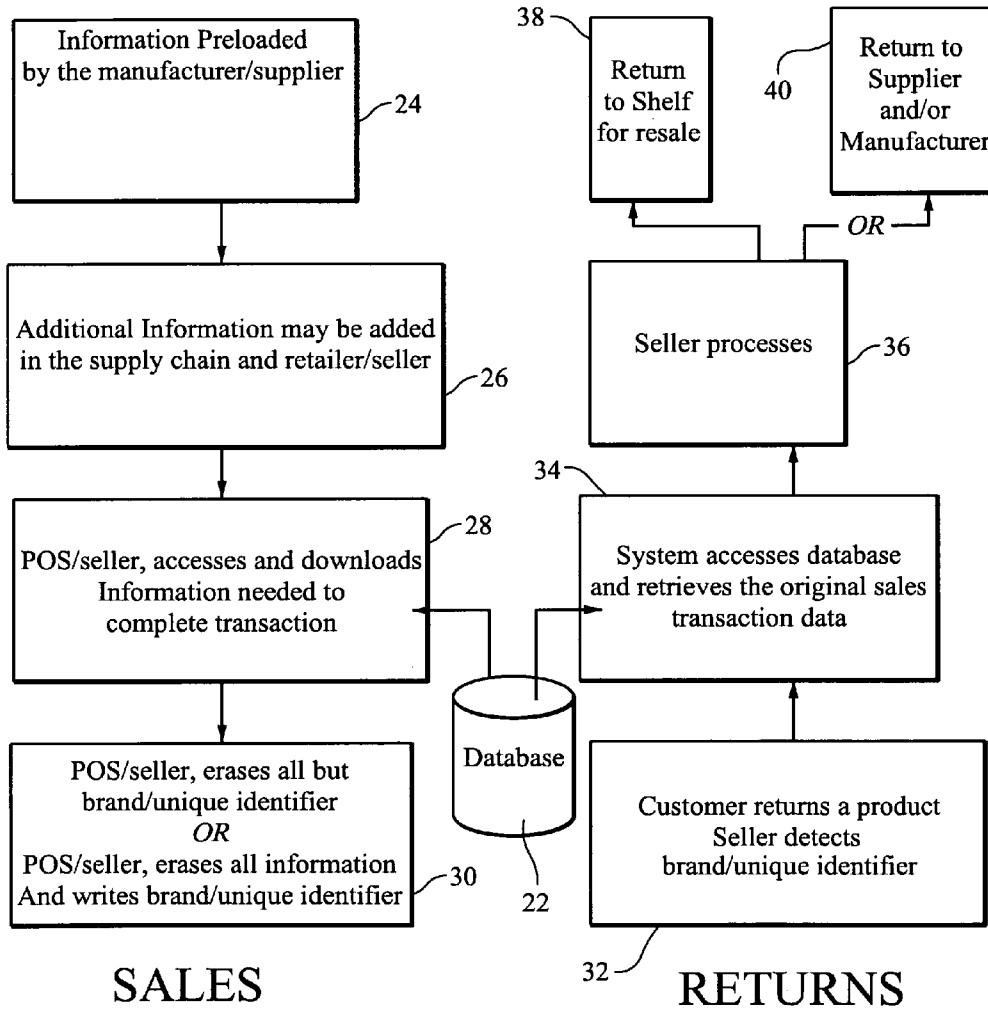 Information Preloaded
by the manufacturer/supplier
24
Additional Information may be added
in the supply chain and retailer/seller
26
POS/seller, accesses and downloads
Information needed to
complete transaction
28
POS/seller, erases all but
brand/unique identifier
OR
POS/seller, erases all information
And writes brand/unique identifier
30
SALES
Database
22
38
Return
to Shelf
for resale
40
Return to
Supplier
and/or
Manufacturer
OR
Seller processes
36
34
System accesses database
and retrieves the original sales
transaction data
Customer returns a product
Seller detects
brand/unique identifier
32
RETURNS